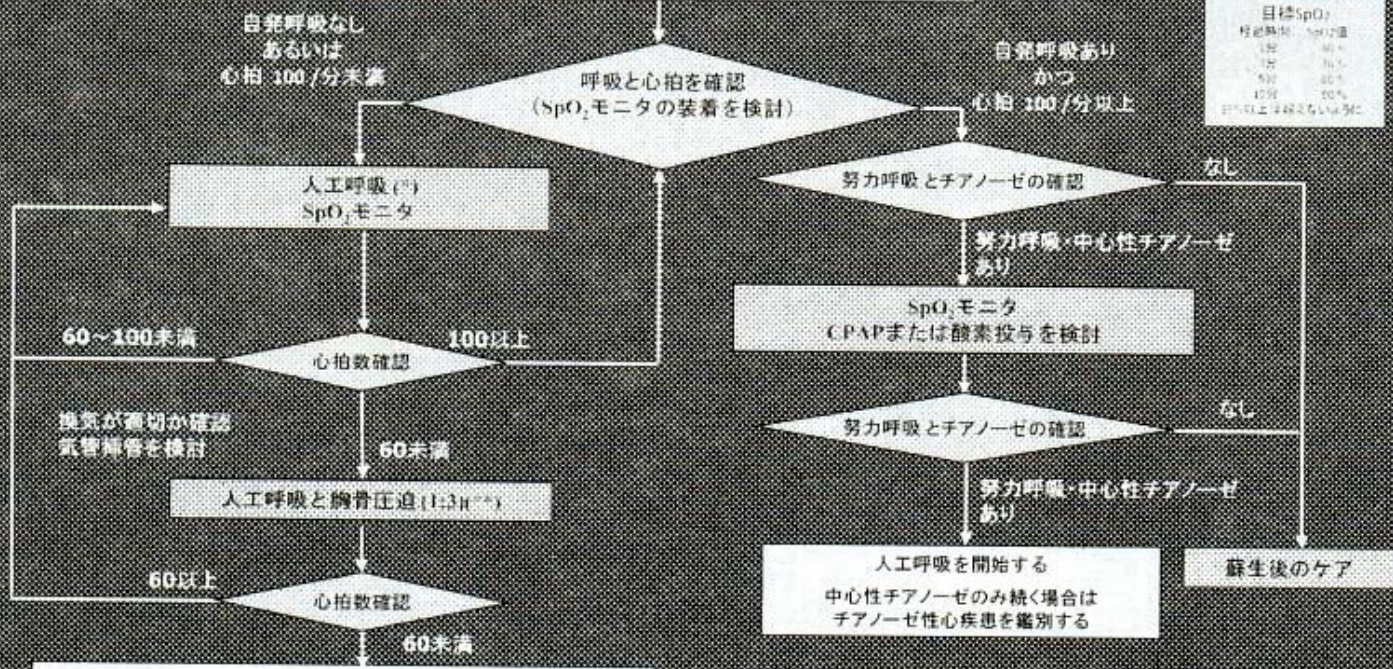 目標SpO₂
経過時間 SpO2値
自発呼吸なし
あるいは
心拍 100/分未満
呼吸と心拍を確認
(SpO₂モニタの装着を検討)
自発呼吸あり
かつ
心拍 100/分以上
人工呼吸(*)
SpO₂モニタ
努力呼吸とチアノーゼの確認
なし
努力呼吸・中心性チアノーゼ
あり
SpO₂モニタ
CPAPまたは酸素投与を検討
60～100未満
心拍数確認
100以上
換気が適切か確認
気管挿管を検討
60未満
努力呼吸とチアノーゼの確認
なし
人工呼吸と胸骨圧迫(1:3)(**)
努力呼吸・中心性チアノーゼ
あり
人工呼吸を開始する
中心性チアノーゼのみ続く場合は
チアノーゼ性心疾患を鑑別する
蘇生後のケア
60以上
心拍数確認
60未満